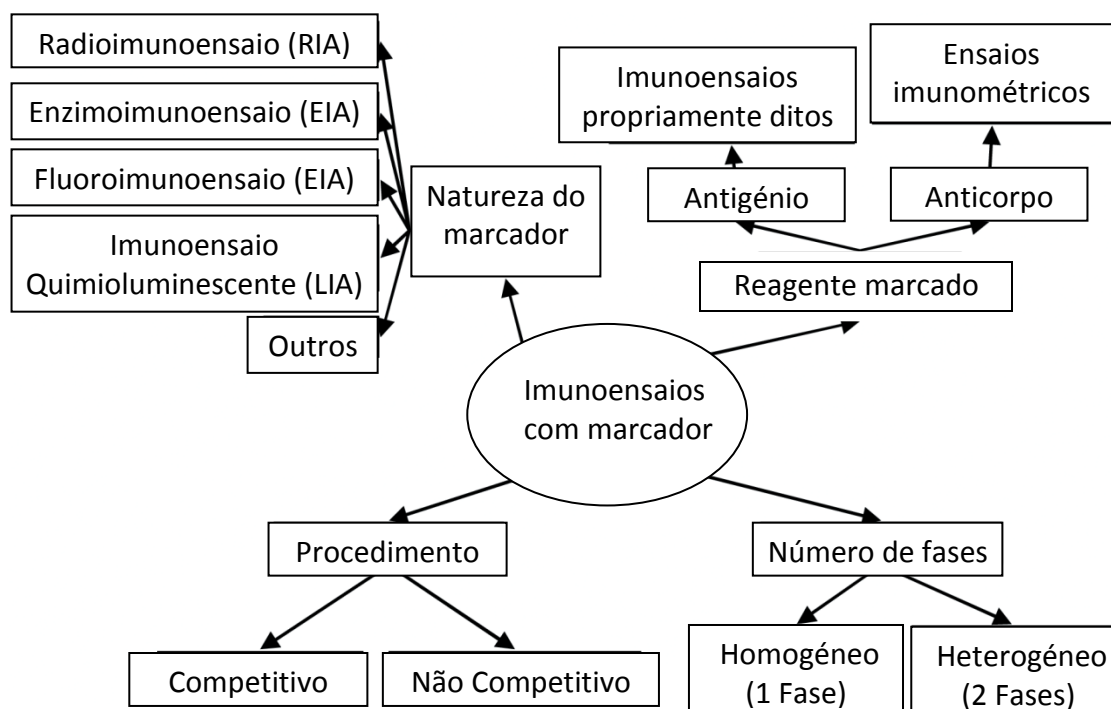 Radioimunoensaio (RIA)
Enzimoimunoensaio (EIA)
Fluoroimunoensaio (EIA)
Imunoensaio
Quimioluminescente (LIA)
Outros
Natureza do
marcador
Imunoensaios
propriamente ditos
Ensaios
imunométricos
Antigénio
Anticorpo
Reagente marcado
Imunoensaios
com marcador
Procedimento
Número de fases
Competitivo
Não Competitivo
Homogéneo
(1 Fase)
Heterogéneo
(2 Fases)